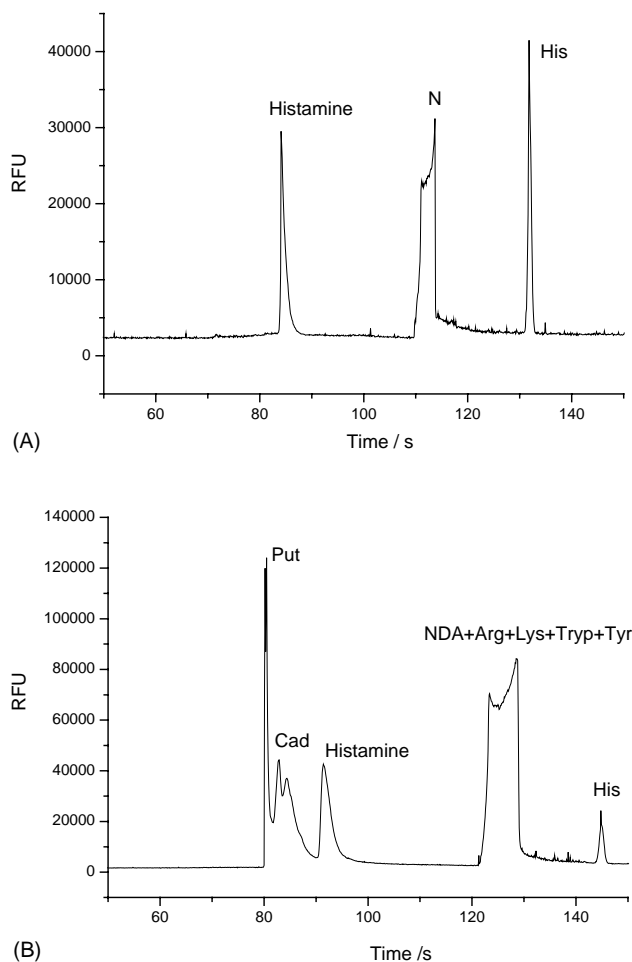 40000
30000
20000
10000
0
RFU
Histamine
N
His
60
80
100
120
140
Time / s
(A)
140000
120000
100000
80000
60000
40000
20000
0
RFU
Put
Cad
Histamine
NDA+Arg+Lys+Tryp+Tyr
His
60
80
100
120
140
Time /s
(B)